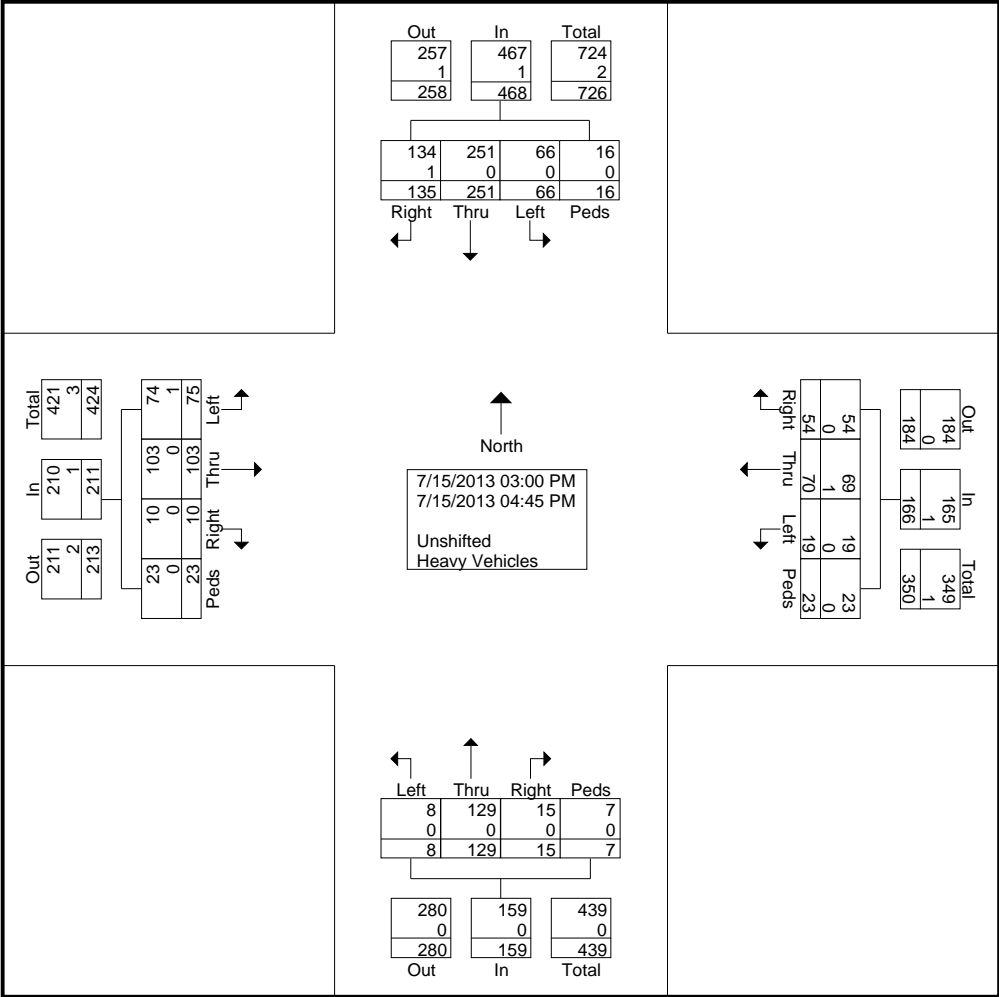 Out In Total
257 467 724
1 1 2
258 468 726
134 251 66 16
1 0 0 0
135 251 66 16
Right Thru Left Peds
Total
421
3
424
In
210
1
211
Out
211
2
213
74 103 10 23
1 0 0 0
75 103 10 23
Left Thru Right Peds
North
7/15/2013 03:00 PM
7/15/2013 04:45 PM
Unshifted
Heavy Vehicles
Right Thru Left Peds
54 70 19 23
0 1 0 0
54 69 19 23
Out
184
0
184
In
165
1
166
Total
349
1
350
Left Thru Right Peds
8 129 15 7
0 0 0 0
8 129 15 7
280 159 439
0 0 0
280 159 439
Out In Total